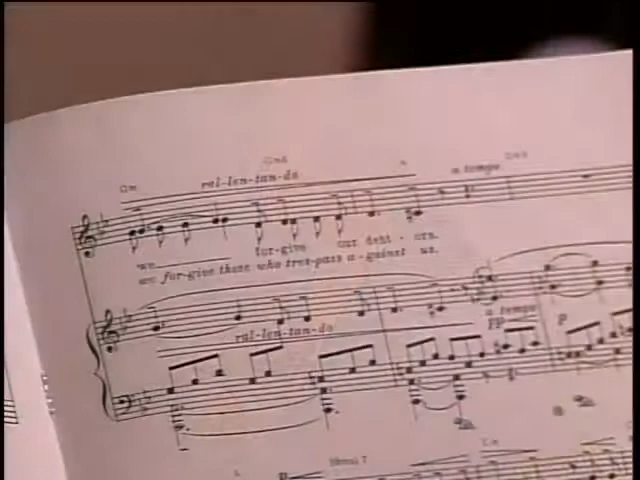 ral-len-tan-do
a tempo
we for-give our debt - ors.
we for-give those who tres-pass a-gainst us.
ral-len-tan-do
a tempo
pp p